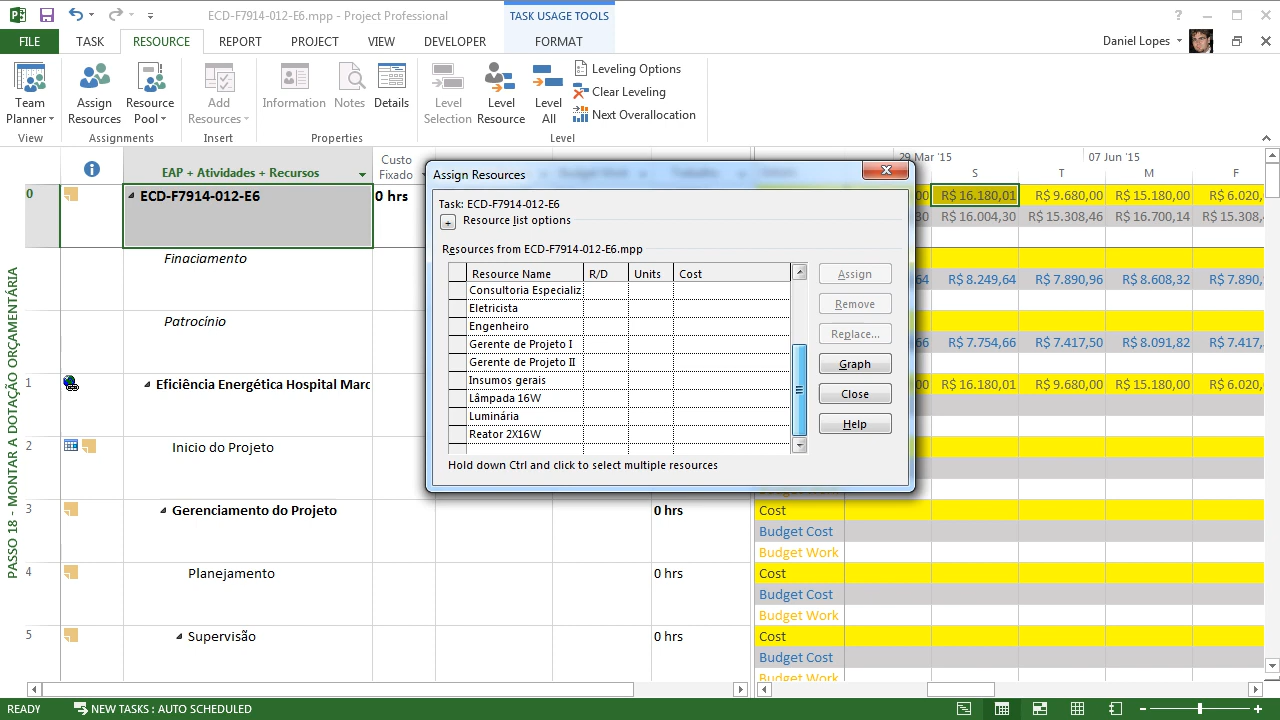 ECD-F7914-012-E6.mpp - Project Professional
TASK USAGE TOOLS
FILE TASK RESOURCE REPORT PROJECT VIEW DEVELOPER FORMAT
Daniel Lopes
Team Planner
Assign Resources
Resource Pool
Add Resources
Information
Notes
Details
Level Selection
Level Resource
Level All
Leveling Options
Clear Leveling
Next Overallocation
View
Assignments
Insert
Properties
Level
EAP + Atividades + Recursos
Custo Fixado
29 Mar '15
07 Jun '15
S T M F
PASSO 18 - MONTAR A DOTAÇÃO ORÇAMENTÁRIA
0 ECD-F7914-012-E6 0 hrs
00 R$ 16.180,01 R$ 9.680,00 R$ 15.180,00 R$ 6.020,
30 R$ 16.004,30 R$ 15.308,46 R$ 16.700,14 R$ 15.308,
Finaciamento
64 R$ 8.249,64 R$ 7.890,96 R$ 8.608,32 R$ 7.890,
Patrocínio
66 R$ 7.754,66 R$ 7.417,50 R$ 8.091,82 R$ 7.417,
1 Eficiência Energética Hospital Marc
00 R$ 16.180,01 R$ 9.680,00 R$ 15.180,00 R$ 6.020,
2 Inicio do Projeto
3 Gerenciamento do Projeto 0 hrs Cost
Budget Cost
Budget Work
4 Planejamento 0 hrs Cost
Budget Cost
Budget Work
5 Supervisão 0 hrs Cost
Budget Cost
Budget Work
Assign Resources
Task: ECD-F7914-012-E6
+ Resource list options
Resources from ECD-F7914-012-E6.mpp
Resource Name R/D Units Cost
Consultoria Especializ
Eletricista
Engenheiro
Gerente de Projeto I
Gerente de Projeto II
Insumos gerais
Lâmpada 16W
Luminária
Reator 2X16W
Assign
Remove
Replace...
Graph
Close
Help
Hold down Ctrl and click to select multiple resources
READY NEW TASKS : AUTO SCHEDULED